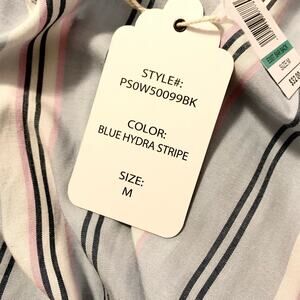 STYLE#:
PS0W50099BK
COLOR:
BLUE HYDRA STRIPE
SIZE:
M